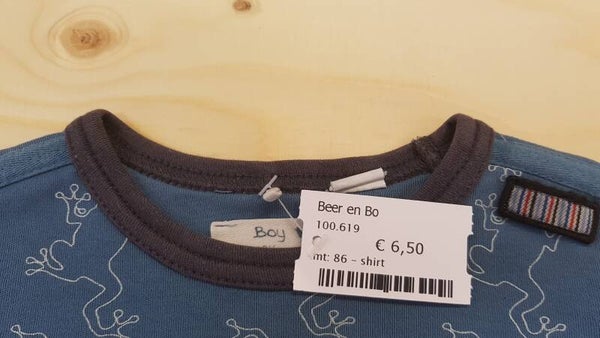 Beer en Bo
100.619
€ 6,50
mt: 86 - shirt
Boy